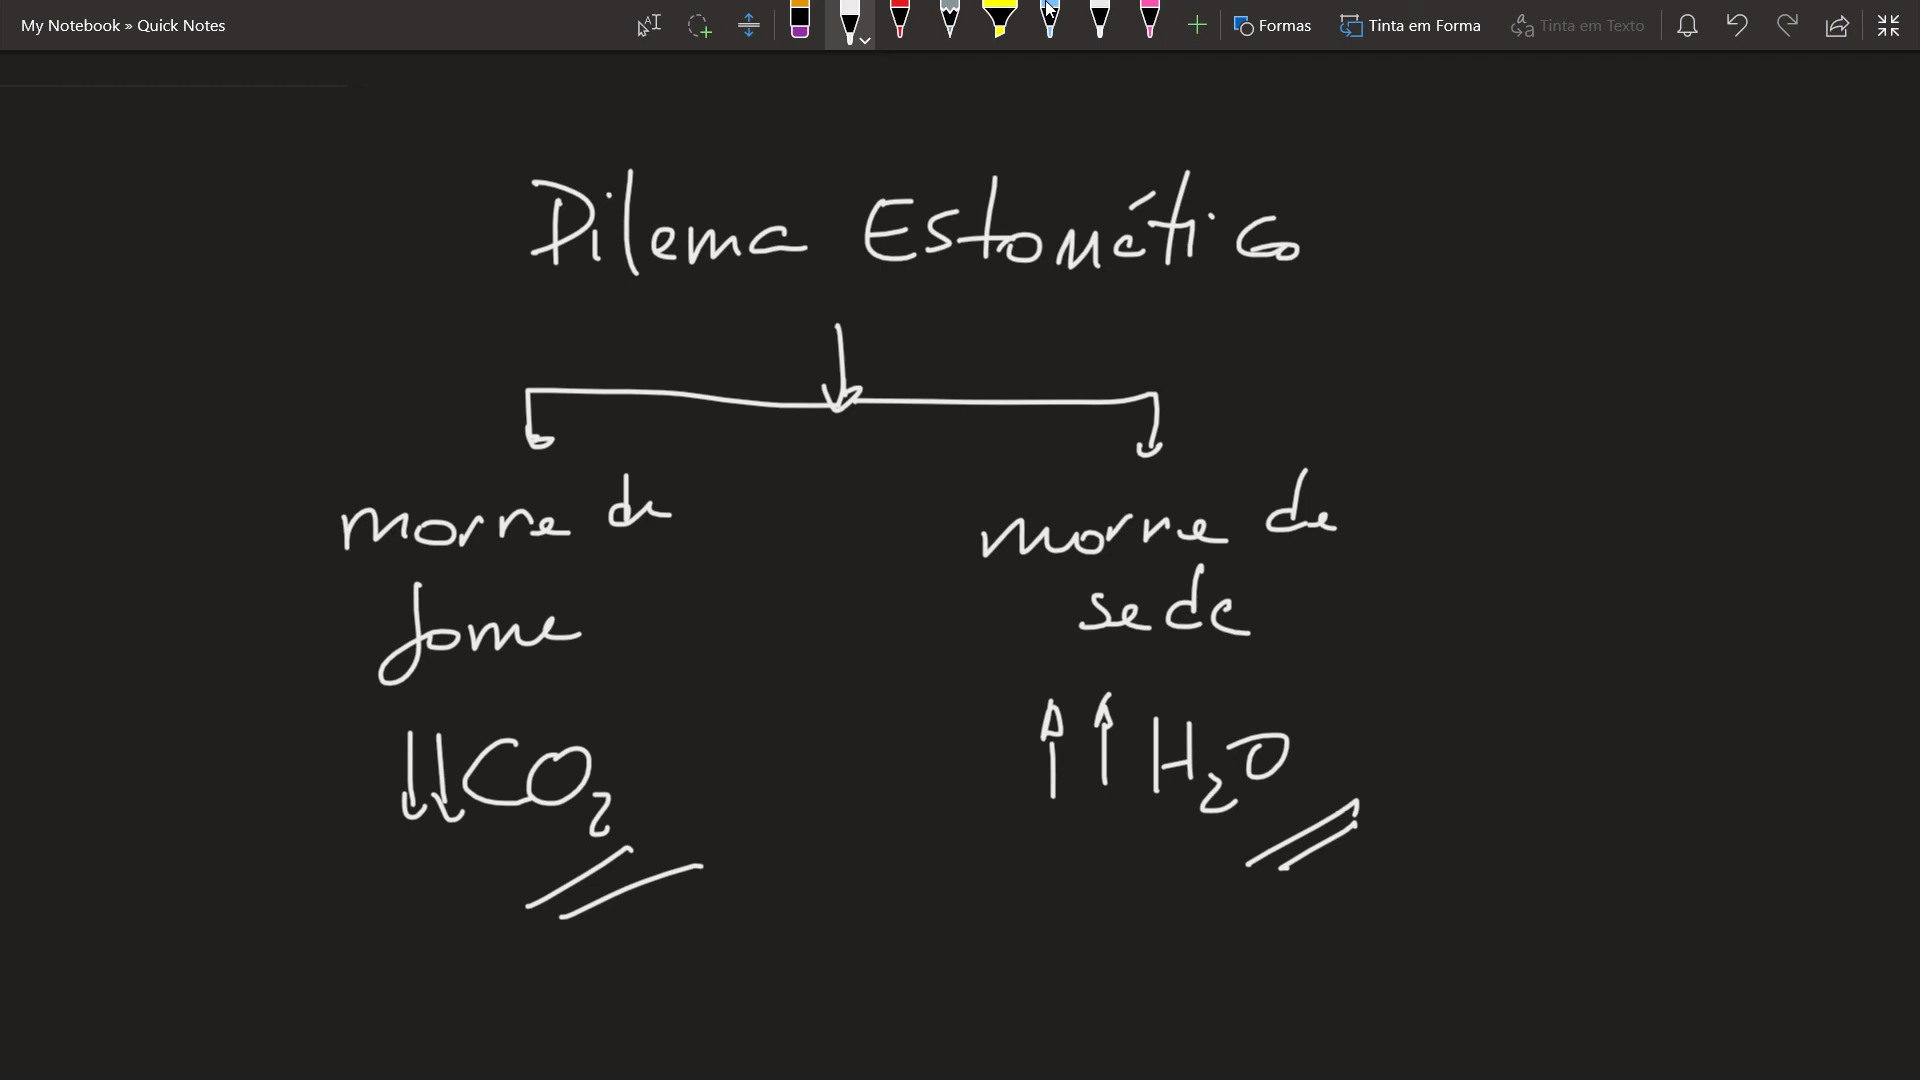 My Notebook » Quick Notes
Formas
Tinta em Forma
Tinta em Texto
Dilema Estomático
morre de
fome
↓↓CO₂
morre de
sede
↑↑H₂O